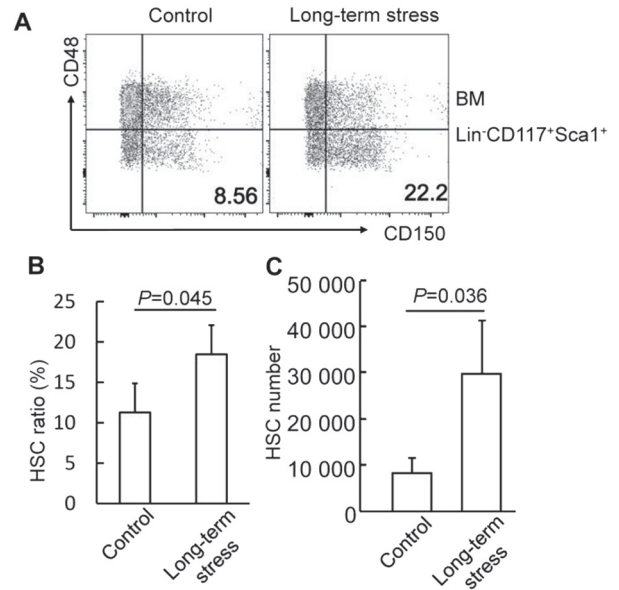 A
Control
Long-term stress
CD48
BM
Lin-CD117+Sca1+
8.56
22.2
CD150
B
HSC ratio (%)
25
20
15
10
5
0
P=0.045
Control
Long-term
stress
C
HSC number
50 000
40 000
30 000
20 000
10 000
0
P=0.036
Control
Long-term
stress